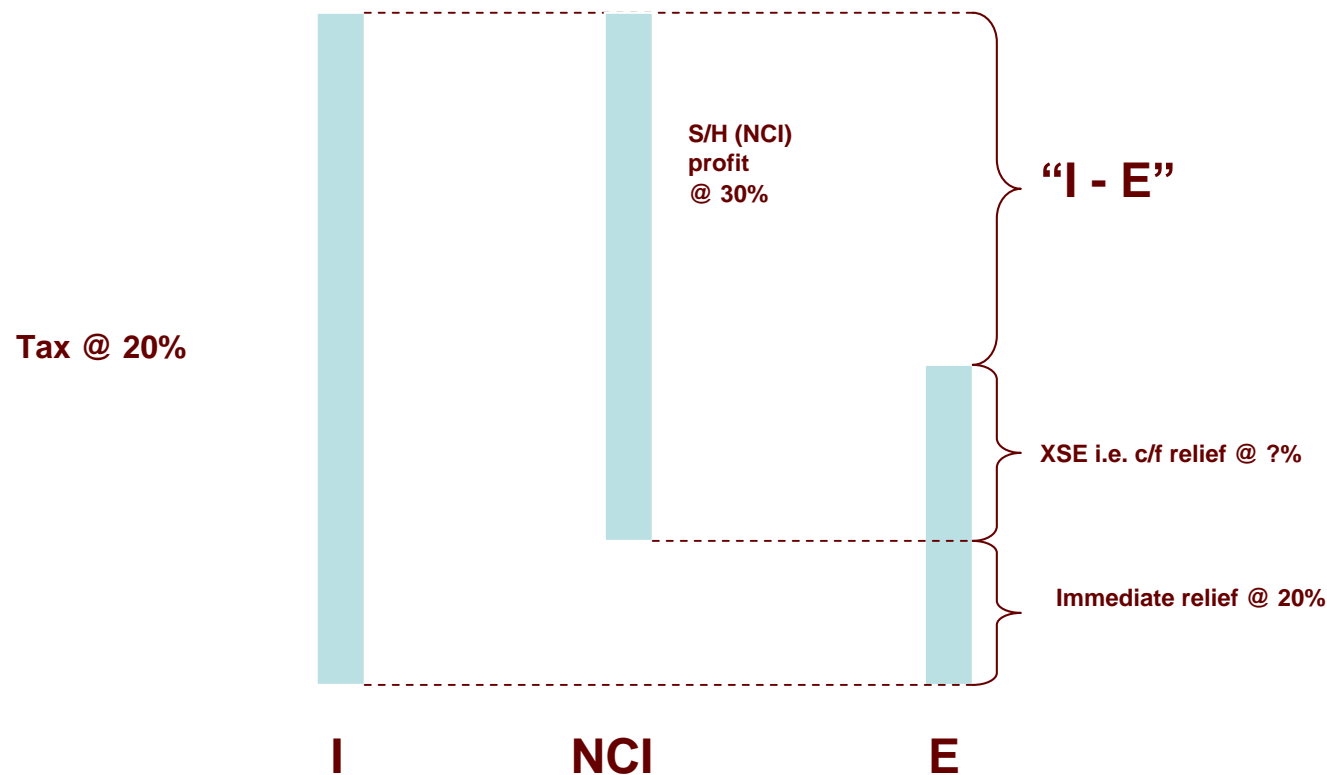 S/H (NCI)
profit
@ 30%
“I - E”
Tax @ 20%
XSE i.e. c/f relief @ ?%
Immediate relief @ 20%
I
NCI
E